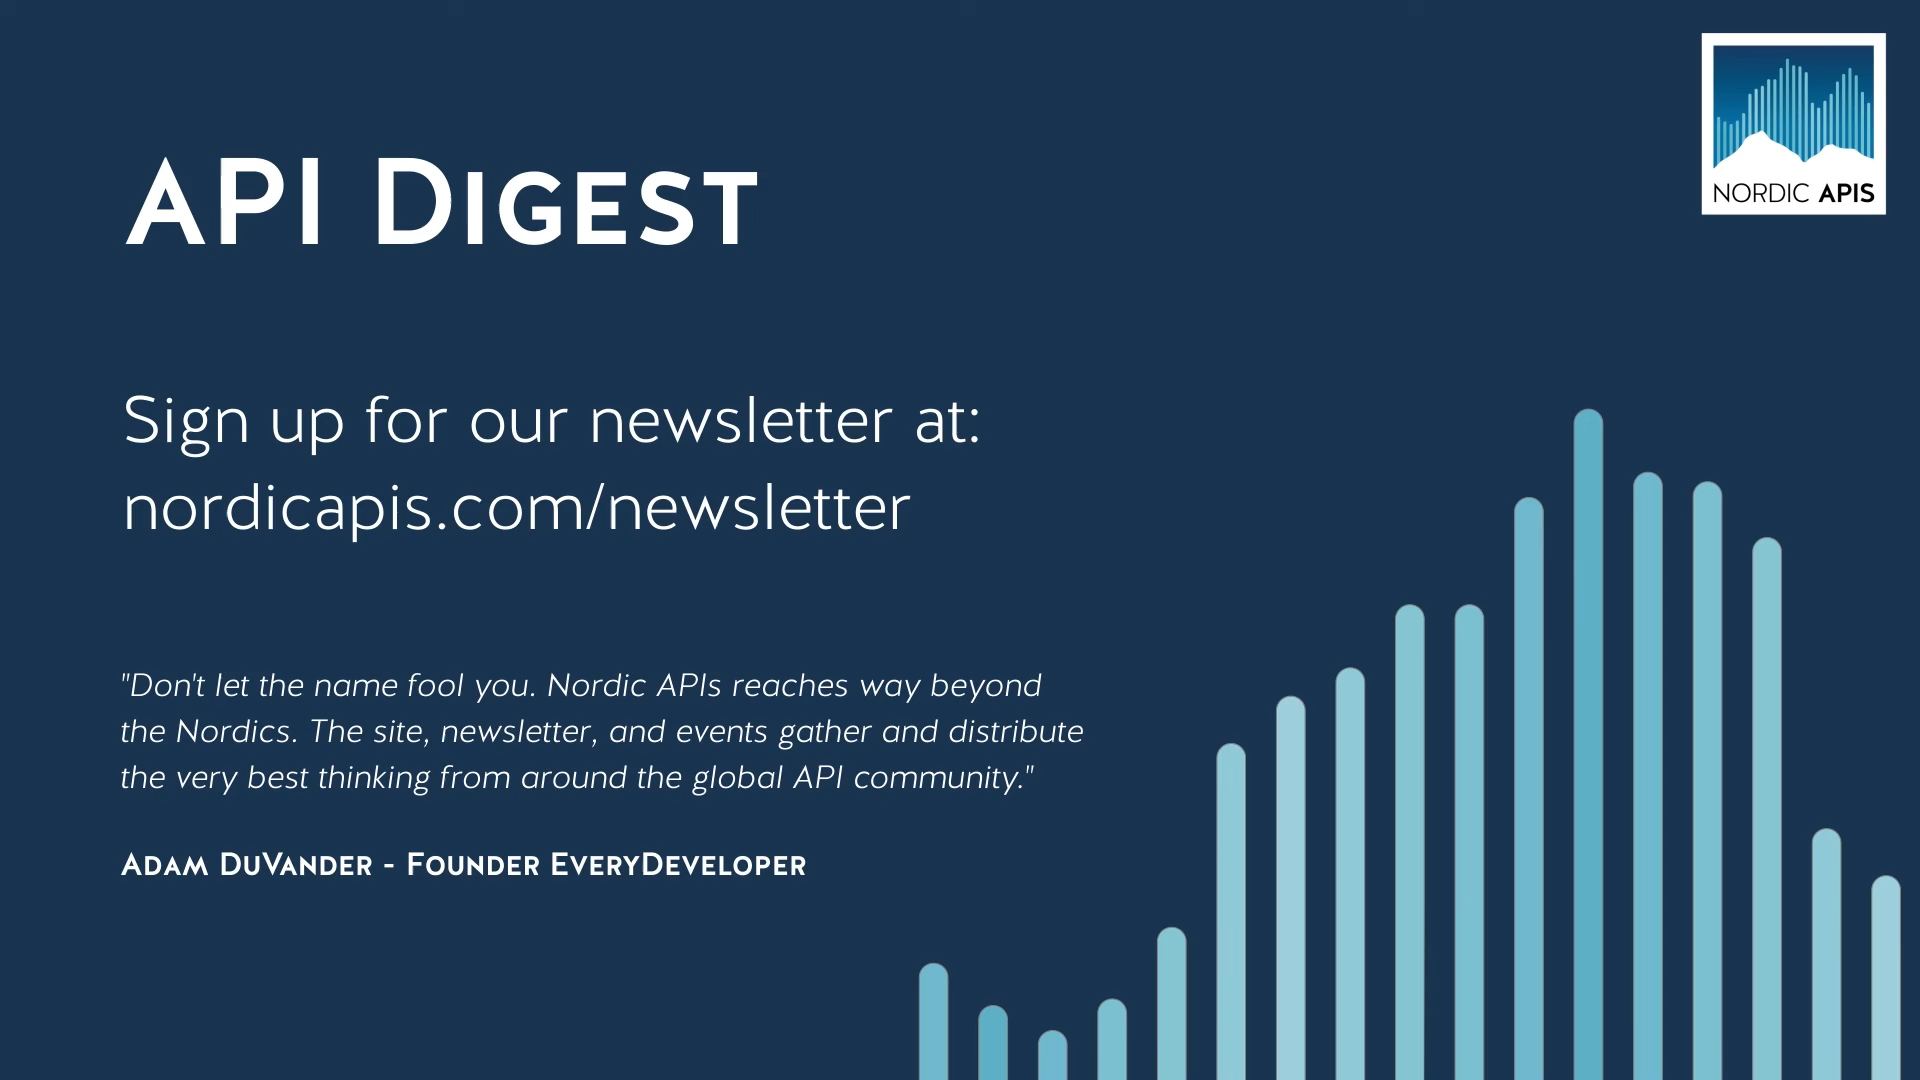 API Digest
NORDIC APIS
Sign up for our newsletter at:
nordicapis.com/newsletter
"Don't let the name fool you. Nordic APIs reaches way beyond
the Nordics. The site, newsletter, and events gather and distribute
the very best thinking from around the global API community."
Adam DuVander - Founder EveryDeveloper